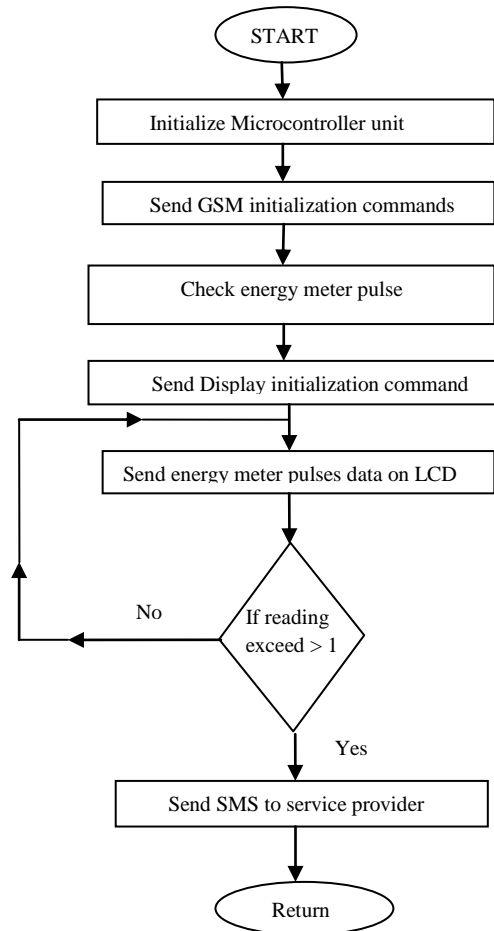 START
Initialize Microcontroller unit
Send GSM initialization commands
Check energy meter pulse
Send Display initialization command
Send energy meter pulses data on LCD
No
If reading
exceed > 1
Yes
Send SMS to service provider
Return